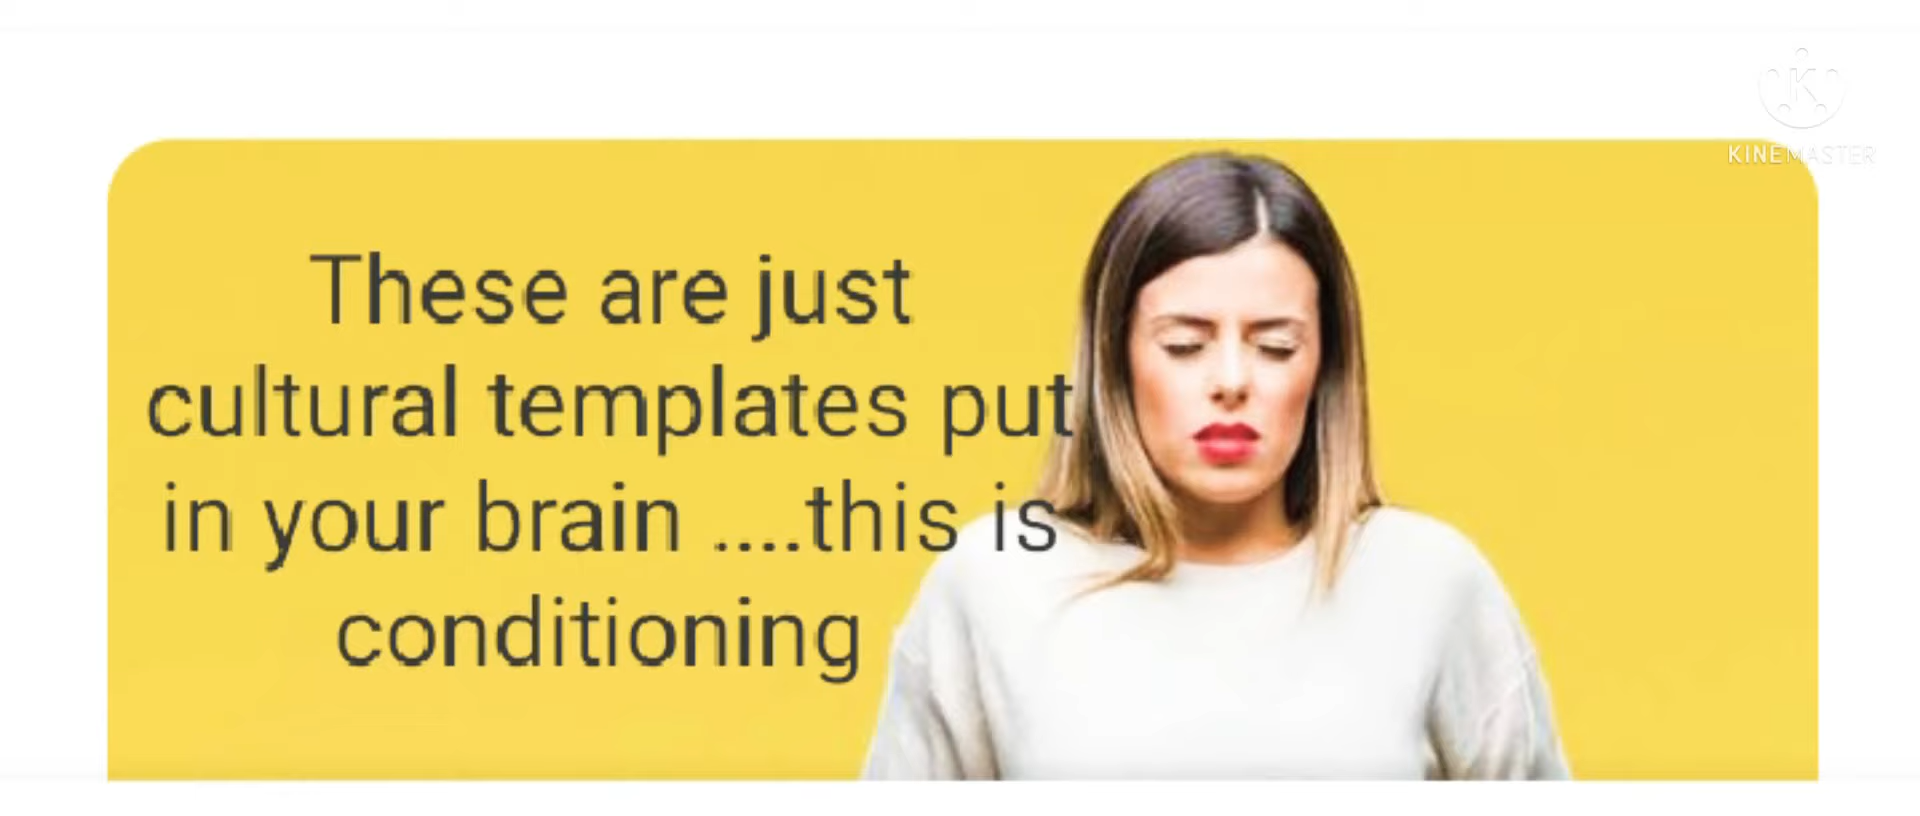 KINEMASTER
These are just
cultural templates put
in your brain ....this is
conditioning